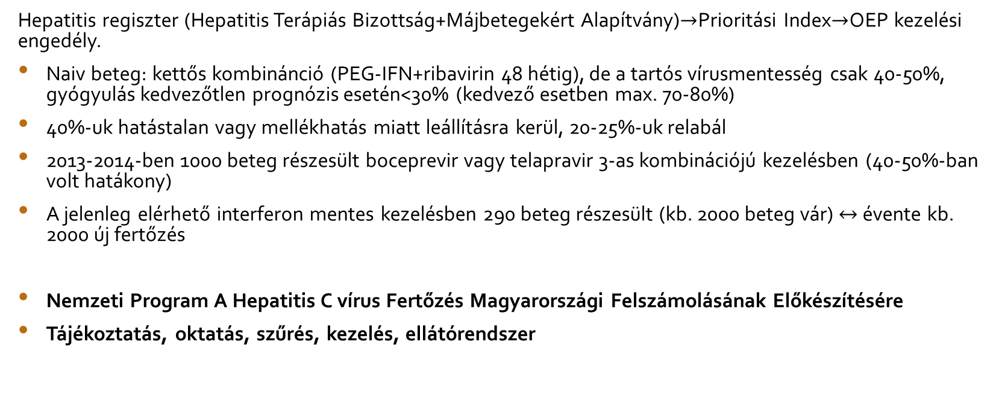 Hepatitis regiszter (Hepatitis Terápiás Bizottság+Májbetegekért Alapítvány)→Prioritási Index→OEP kezelési
engedély.
• Naiv beteg: kettős kombinánció (PEG-IFN+ribavirin 48 hétig), de a tartós vírusmentesség csak 40-50%,
gyógyulás kedvezőtlen prognózis esetén<30% (kedvező esetben max. 70-80%)
• 40%-uk hatástalan vagy mellékhatás miatt leállításra kerül, 20-25%-uk relabál
• 2013-2014-ben 1000 beteg részesült boceprevir vagy telapravir 3-as kombinációjú kezelésben (40-50%-ban
volt hatákony)
• A jelenleg elérhető interferon mentes kezelésben 290 beteg részesült (kb. 2000 beteg vár) ↔ évente kb.
2000 új fertőzés
• Nemzeti Program A Hepatitis C vírus Fertőzés Magyarországi Felszámolásának Előkészítésére
• Tájékoztatás, oktatás, szűrés, kezelés, ellátórendszer